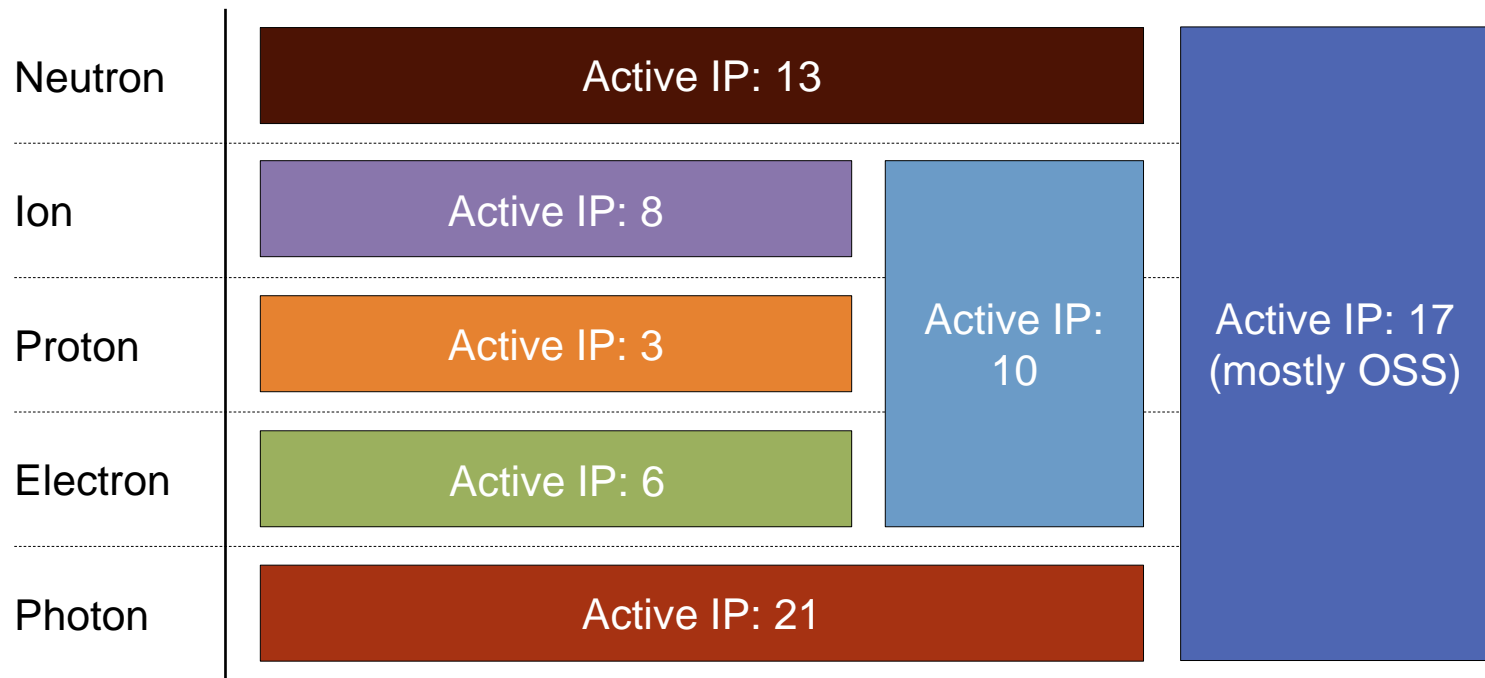 Neutron
Active IP: 13
Ion
Active IP: 8
Proton
Active IP: 3
Active IP:
10
Active IP: 17
(mostly OSS)
Electron
Active IP: 6
Photon
Active IP: 21